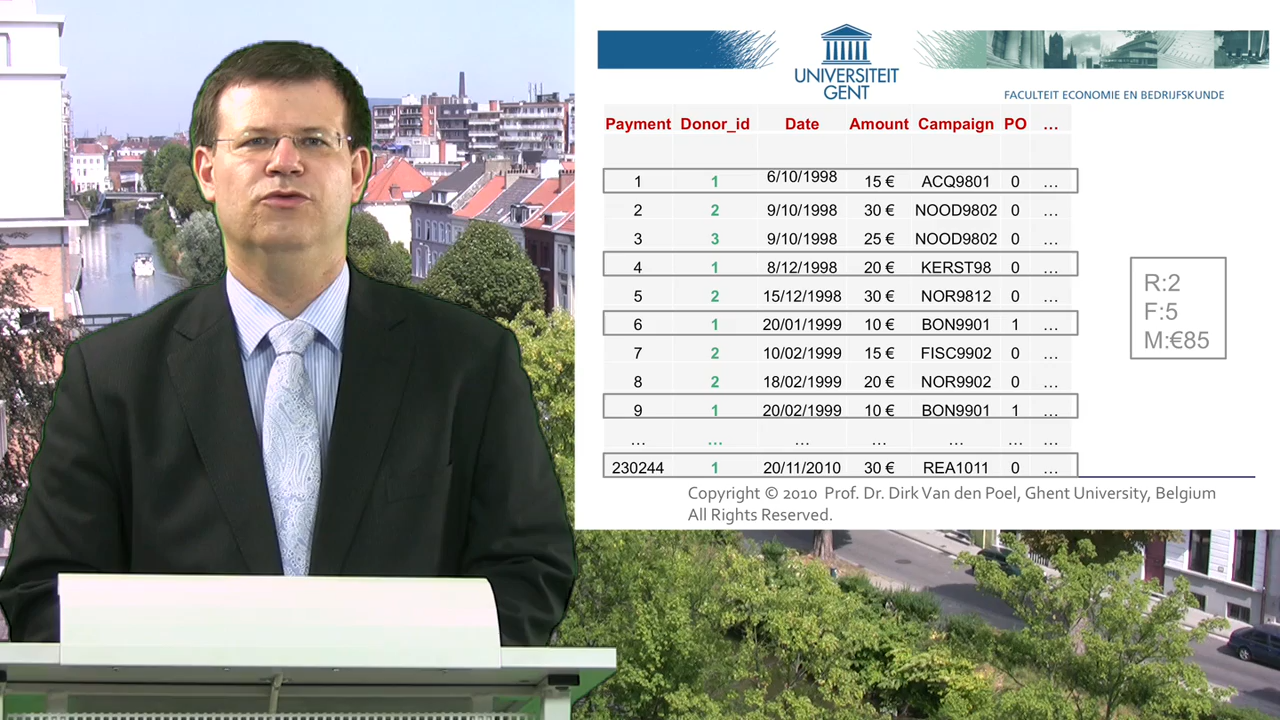 UNIVERSITEIT
GENT
FACULTEIT ECONOMIE EN BEDRIJFSKUNDE
Payment Donor_id Date Amount Campaign PO ...
1 1 6/10/1998 15 € ACQ9801 0 ...
2 2 9/10/1998 30 € NOOD9802 0 ...
3 3 9/10/1998 25 € NOOD9802 0 ...
4 1 8/12/1998 20 € KERST98 0 ...
5 2 15/12/1998 30 € NOR9812 0 ...
6 1 20/01/1999 10 € BON9901 1 ...
7 2 10/02/1999 15 € FISC9902 0 ...
8 2 18/02/1999 20 € NOR9902 0 ...
9 1 20/02/1999 10 € BON9901 1 ...
... ... ... ... ... ... ...
230244 1 20/11/2010 30 € REA1011 0 ...
R:2
F:5
M:€85
Copyright © 2010 Prof. Dr. Dirk Van den Poel, Ghent University, Belgium
All Rights Reserved.